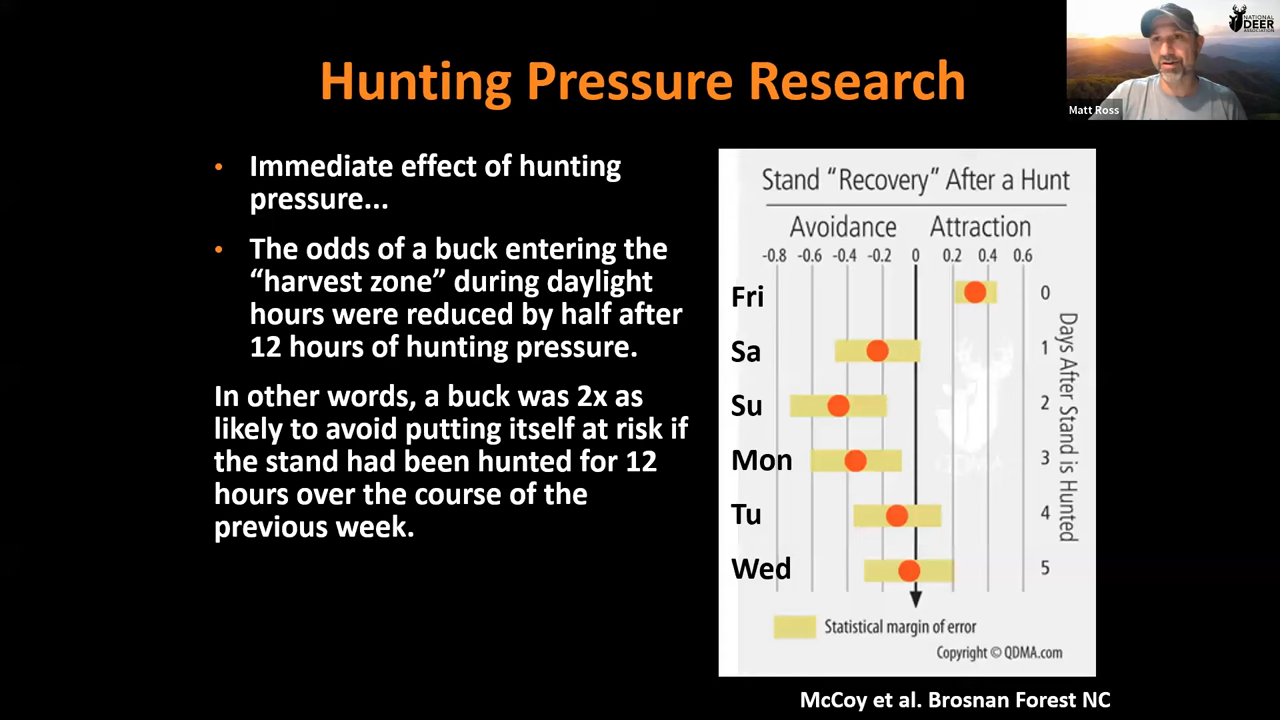 NATIONAL
DEER
ASSOCIATION
Matt Ross
Hunting Pressure Research
• Immediate effect of hunting
pressure...
• The odds of a buck entering the
“harvest zone” during daylight
hours were reduced by half after
12 hours of hunting pressure.
In other words, a buck was 2x as
likely to avoid putting itself at risk if
the stand had been hunted for 12
hours over the course of the
previous week.
Stand “Recovery” After a Hunt
Avoidance Attraction
-0.8 -0.6 -0.4 -0.2 0 0.2 0.4 0.6
Fri 0
Sa 1
Su 2
Mon 3
Tu 4
Wed 5
Days After Stand is Hunted
QDMA
Statistical margin of error
Copyright © QDMA.com
McCoy et al. Brosnan Forest NC